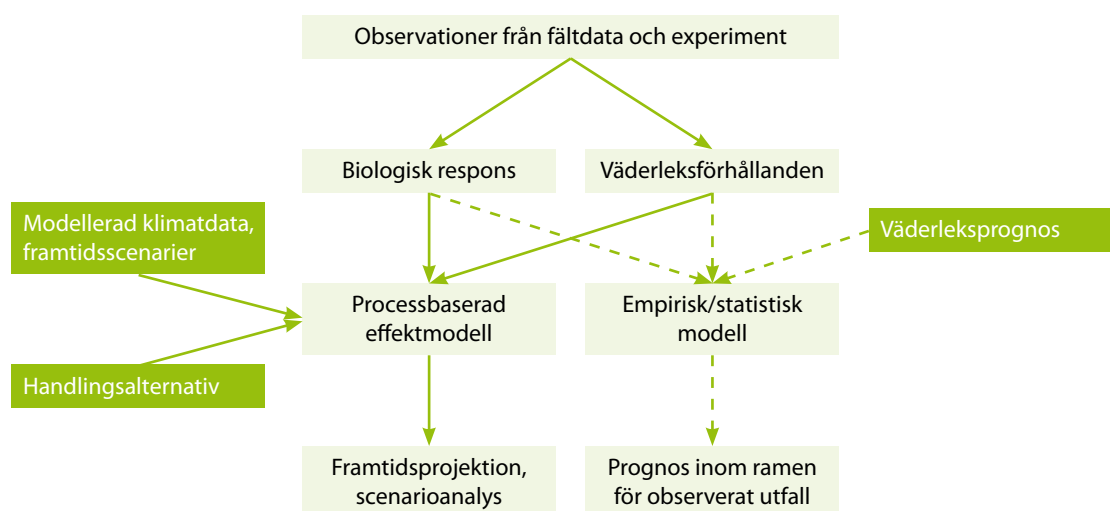 Observationer från fältdata och experiment
Biologisk respons
Väderleksförhållanden
Modellerad klimatdata,
framtidsscenarier
Väderleksprognos
Processbaserad
effektmodell
Empirisk/statistisk
modell
Handlingsalternativ
Framtidsprojektion,
scenarioanalys
Prognos inom ramen
för observerat utfall